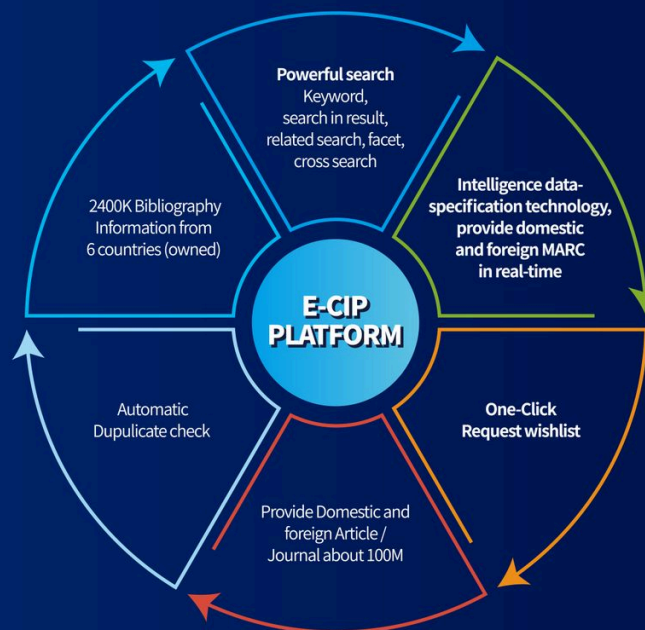 Powerful search
Keyword,
search in result,
related search, facet,
cross search
Intelligence data-
specification technology,
provide domestic
and foreign MARC
in real-time
One-Click
Request wishlist
Provide Domestic and
foreign Article /
Journal about 100M
Automatic
Dupulicate check
2400K Bibliography
Information from
6 countries (owned)
E-CIP
PLATFORM